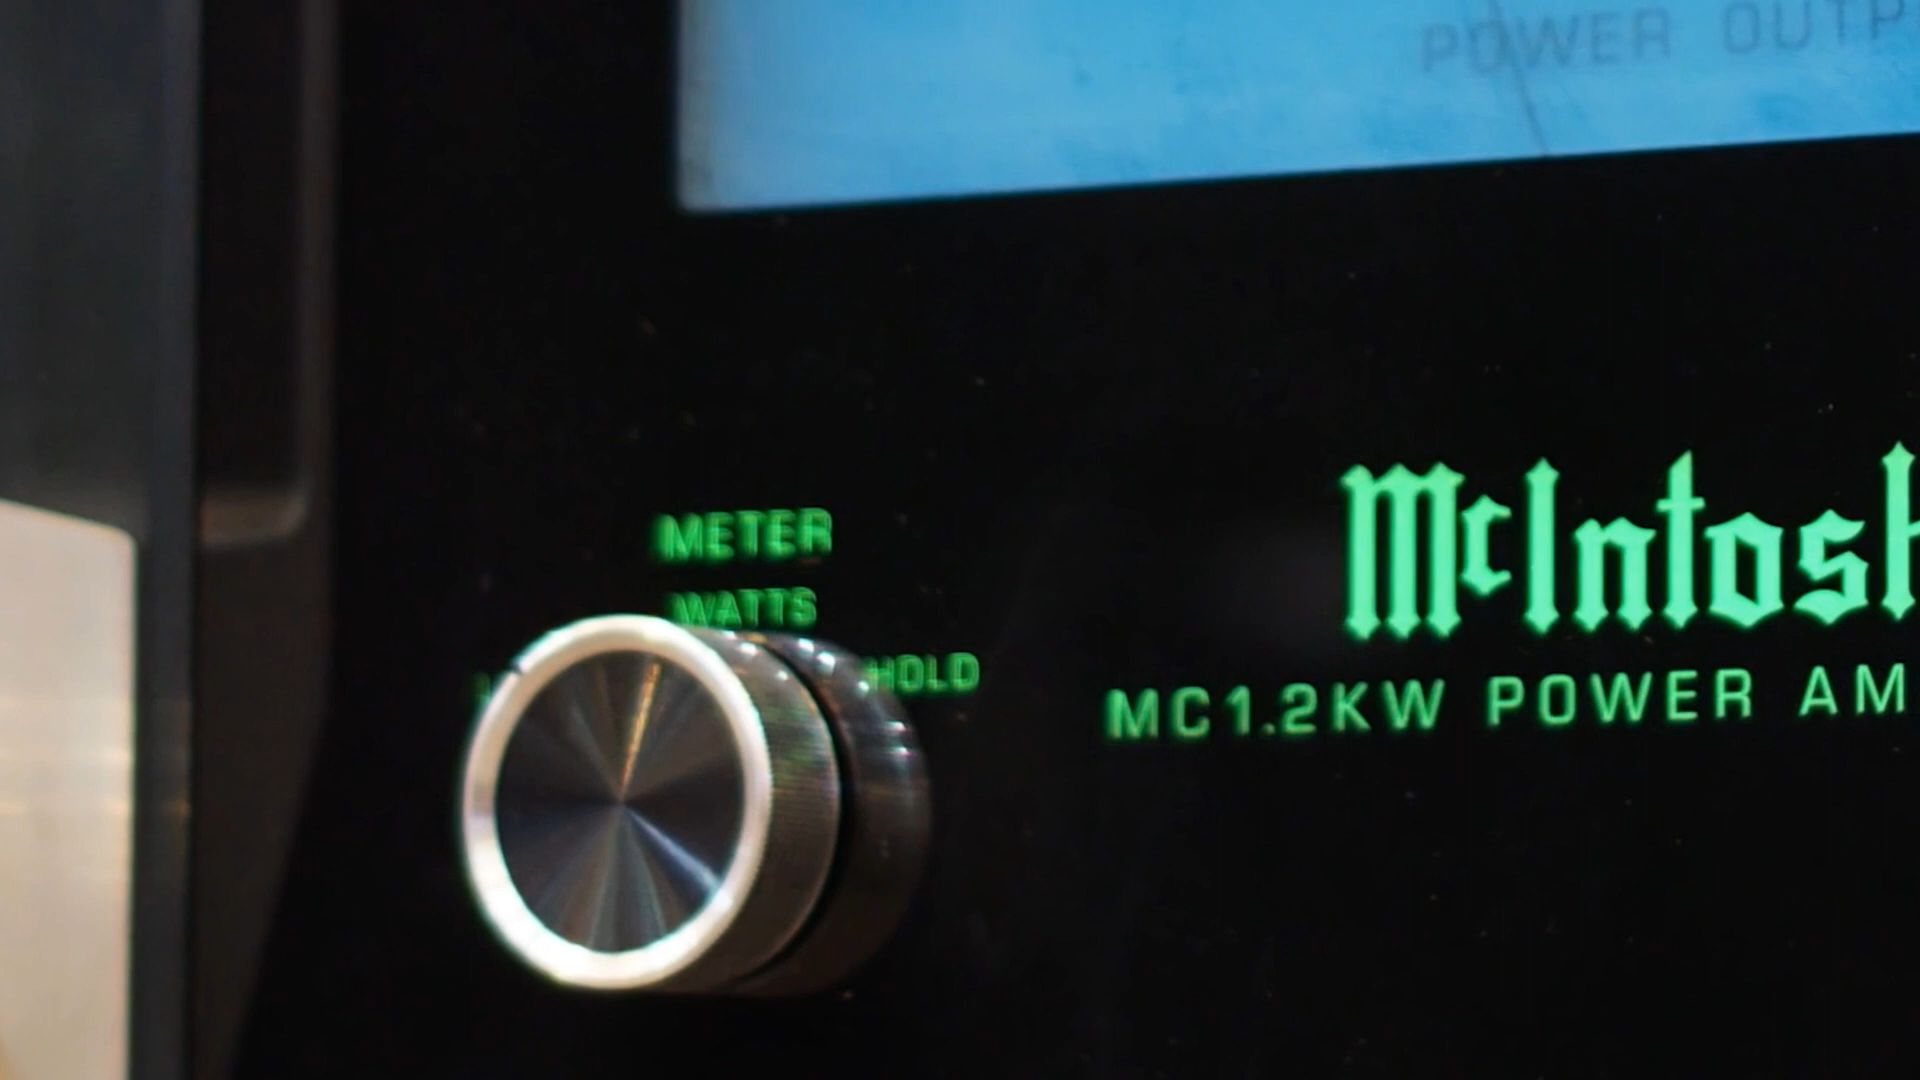 POWER OUTP
METER
WATTS
HOLD
McIntosh
MC1.2KW POWER AM